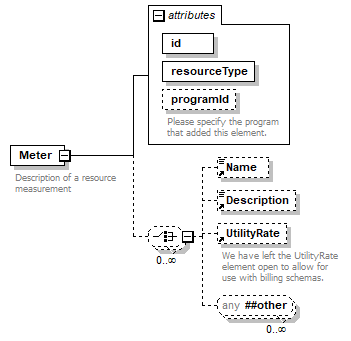 attributes
id
resourceType
programId
Please specify the program
that added this element.
Meter
Description of a resource
measurement
0..∞
Name
Description
UtilityRate
We have left the UtilityRate
element open to allow for
use with billing schemas.
any ##other
0..∞